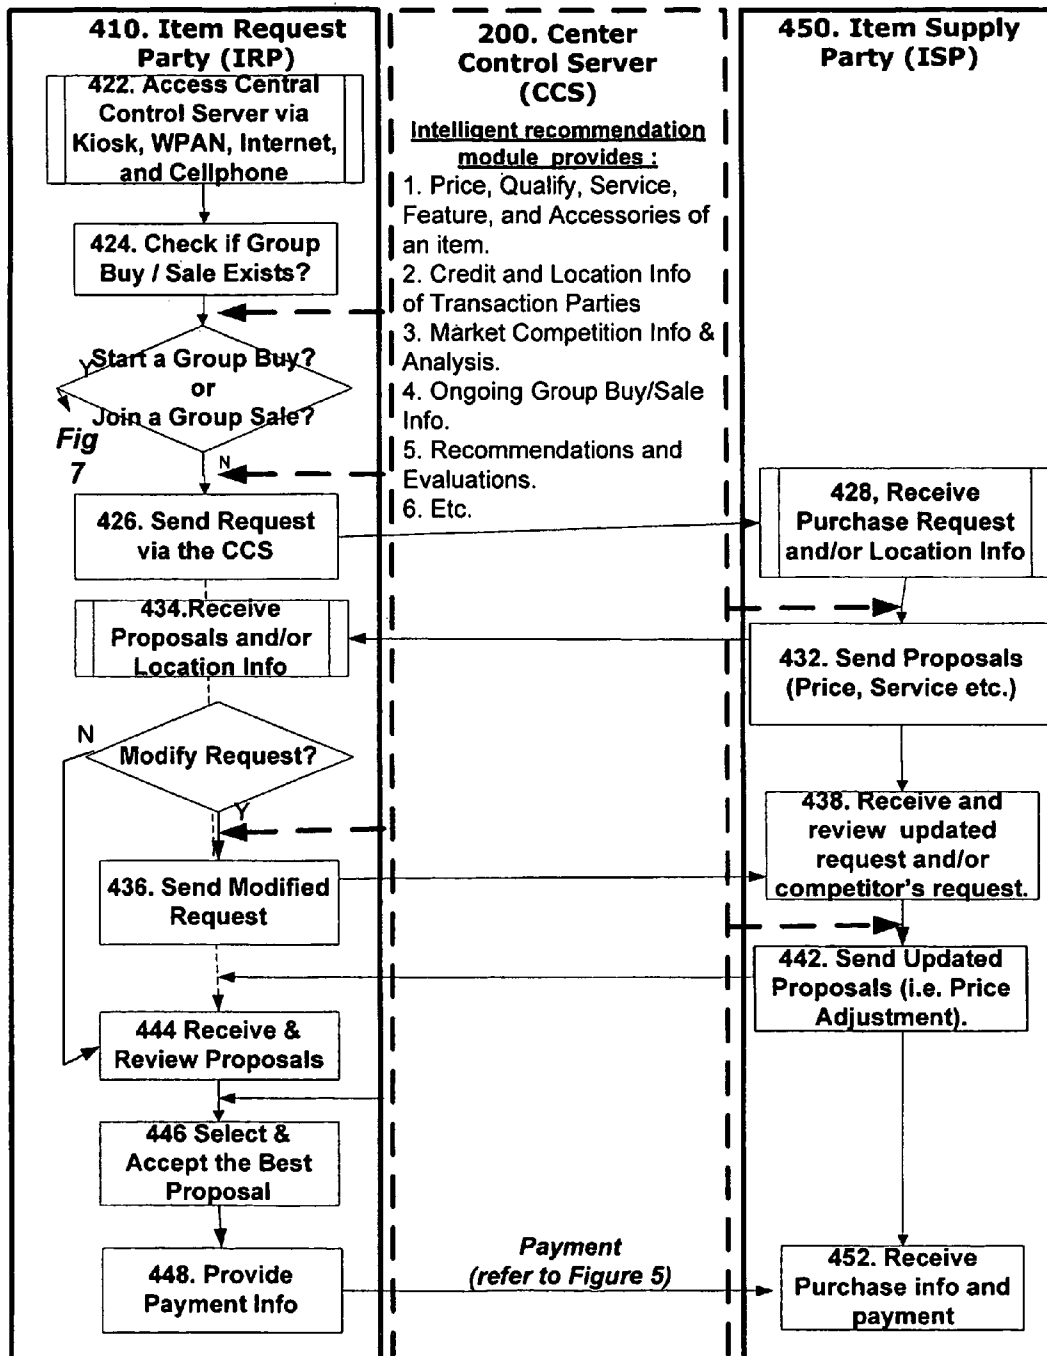 410. Item Request
Party (IRP)
422. Access Central
Control Server via
Kiosk, WPAN, Internet,
and Cellphone
424. Check if Group
Buy / Sale Exists?
Start a Group Buy?
or
Join a Group Sale?
Y
Fig
7
N
426. Send Request
via the CCS
434.Receive
Proposals and/or
Location Info
N
Modify Request?
Y
436. Send Modified
Request
444 Receive &
Review Proposals
446 Select &
Accept the Best
Proposal
448. Provide
Payment Info
200. Center
Control Server
(CCS)
Intelligent recommendation
module provides :
1. Price, Qualify, Service,
Feature, and Accessories of
an item.
2. Credit and Location Info
of Transaction Parties
3. Market Competition Info &
Analysis.
4. Ongoing Group Buy/Sale
Info.
5. Recommendations and
Evaluations.
6. Etc.
Payment
(refer to Figure 5)
450. Item Supply
Party (ISP)
428, Receive
Purchase Request
and/or Location Info
432. Send Proposals
(Price, Service etc.)
438. Receive and
review updated
request and/or
competitor's request.
442. Send Updated
Proposals (i.e. Price
Adjustment).
452. Receive
Purchase info and
payment